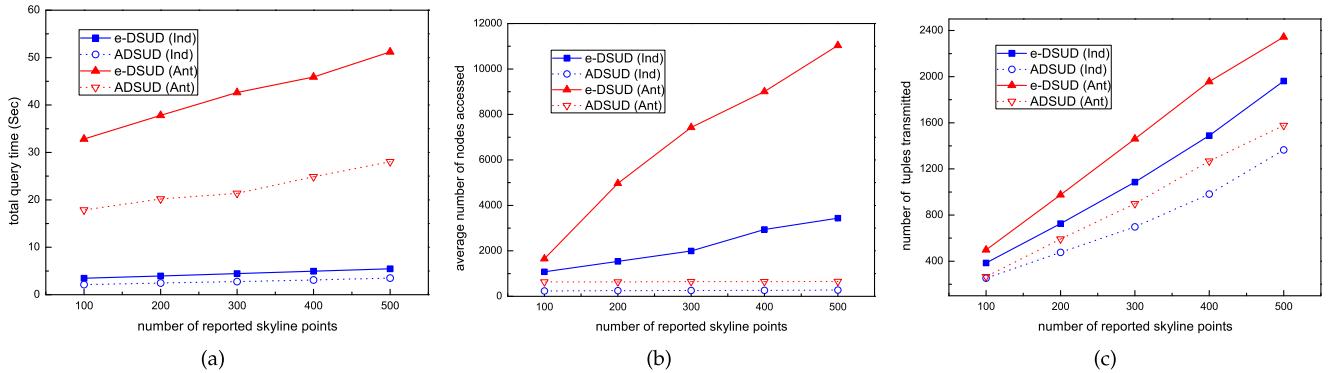 60
50
40
30
20
10
0
total query time (Sec)
e-DSUD (Ind)
ADSUD (Ind)
e-DSUD (Ant)
ADSUD (Ant)
100 200 300 400 500
number of reported skyline points
(a)
12000
10000
8000
6000
4000
2000
0
average number of nodes accessed
e-DSUD (Ind)
ADSUD (Ind)
e-DSUD (Ant)
ADSUD (Ant)
100 200 300 400 500
number of reported skyline points
(b)
2400
2000
1600
1200
800
400
number of tuples transmitted
e-DSUD (Ind)
ADSUD (Ind)
e-DSUD (Ant)
ADSUD (Ant)
100 200 300 400 500
number of reported skyline points
(c)